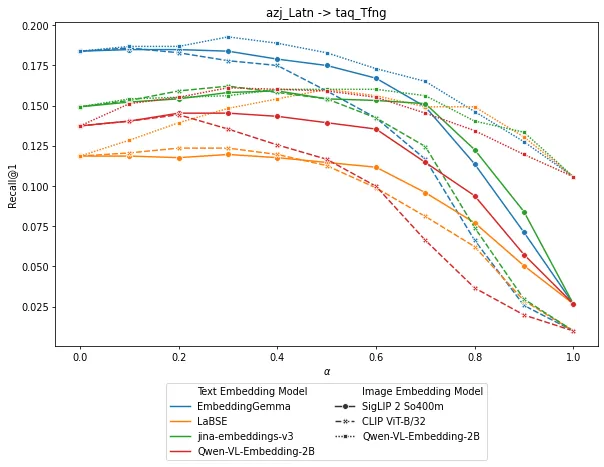 azj_Latn -> taq_Tfng
0.200
0.175
0.150
0.125
0.100
0.075
0.050
0.025
Recall@1
0.0 0.2 0.4 0.6 0.8 1.0
α
Text Embedding Model
EmbeddingGemma
LaBSE
jina-embeddings-v3
Qwen-VL-Embedding-2B
Image Embedding Model
SigLIP 2 So400m
CLIP ViT-B/32
Qwen-VL-Embedding-2B